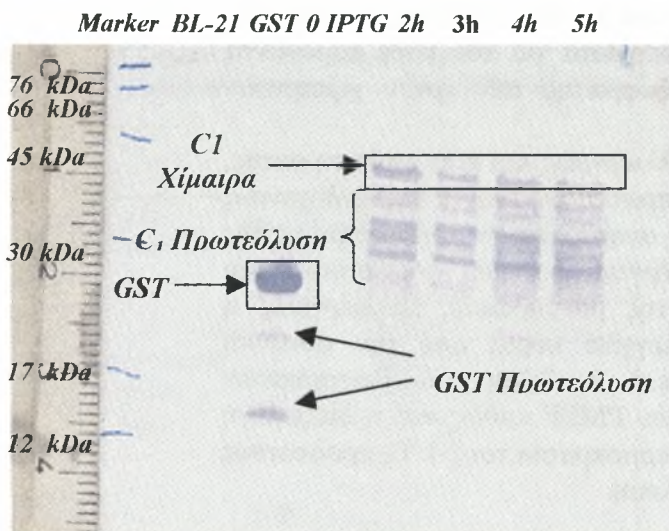 Marker BL-21 GST 0 IPTG 2h 3h 4h 5h
76 kDa
66 kDa
45 kDa
C1
Χίμαιρα
30 kDa
C1 Πρωτεόλυση
GST
17 kDa
GST Πρωτεόλυση
12 kDa